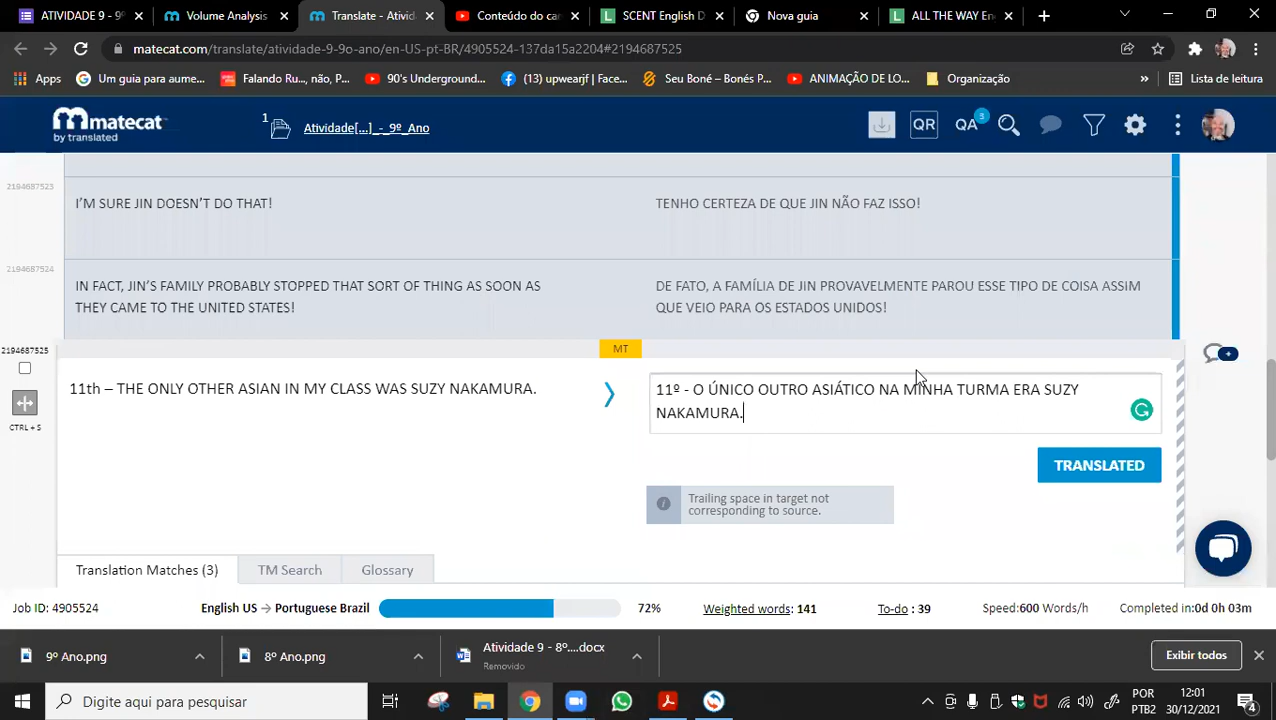 ATIVIDADE 9 - 9º
Volume Analysis
Translate - Ativid
Conteúdo do car
SCENT English D
Nova guia
ALL THE WAY En
matecat.com/translate/atividade-9-9o-ano/en-US-pt-BR/4905524-137da15a2204#2194687525
Apps
Um guia para aume...
Falando Ru..., não, P...
90's Underground...
(13) upwearjf | Face...
Seu Boné – Bonés P...
ANIMAÇÃO DE LO...
Organização
»
Lista de leitura
matecat
by translated
1
Atividade[...]_-_9º_Ano
QR
QA
3
2194687523
I'M SURE JIN DOESN'T DO THAT!
TENHO CERTEZA DE QUE JIN NÃO FAZ ISSO!
2194687524
IN FACT, JIN'S FAMILY PROBABLY STOPPED THAT SORT OF THING AS SOON AS
THEY CAME TO THE UNITED STATES!
DE FATO, A FAMÍLIA DE JIN PROVAVELMENTE PAROU ESSE TIPO DE COISA ASSIM
QUE VEIO PARA OS ESTADOS UNIDOS!
2194687525
MT
11th – THE ONLY OTHER ASIAN IN MY CLASS WAS SUZY NAKAMURA.
11º - O ÚNICO OUTRO ASIÁTICO NA MINHA TURMA ERA SUZY
NAKAMURA.
CTRL + S
TRANSLATED
Trailing space in target not
corresponding to source.
Translation Matches (3)
TM Search
Glossary
Job ID: 4905524
English US → Portuguese Brazil
72%
Weighted words: 141
To-do : 39
Speed:600 Words/h
Completed in:0d 0h 03m
9º Ano.png
8º Ano.png
Atividade 9 - 8º....docx
Removido
Exibir todos
Digite aqui para pesquisar
POR
PTB2
12:01
30/12/2021
4